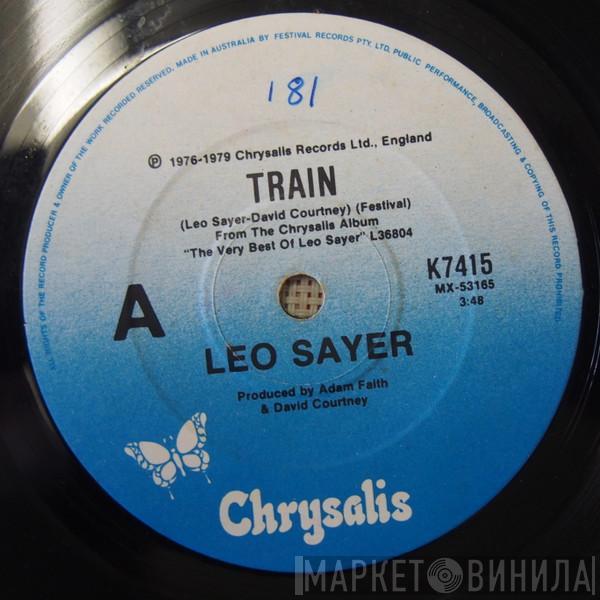 ALL RIGHTS OF THE RECORD PRODUCER & OWNER OF THE WORK RECORDED RESERVED. MADE IN AUSTRALIA BY FESTIVAL RECORDS PTY. LTD. PUBLIC PERFORMANCE, BROADCASTING & COPYING OF THIS RECORD PROHIBITED
181
℗ 1976-1979 Chrysalis Records Ltd., England
TRAIN
(Leo Sayer-David Courtney) (Festival)
From The Chrysalis Album
"The Very Best Of Leo Sayer" L36804
A
K7415
MX-53165
3:48
LEO SAYER
Produced by Adam Faith
& David Courtney
Chrysalis
МАРКЕТ ВИНИЛА